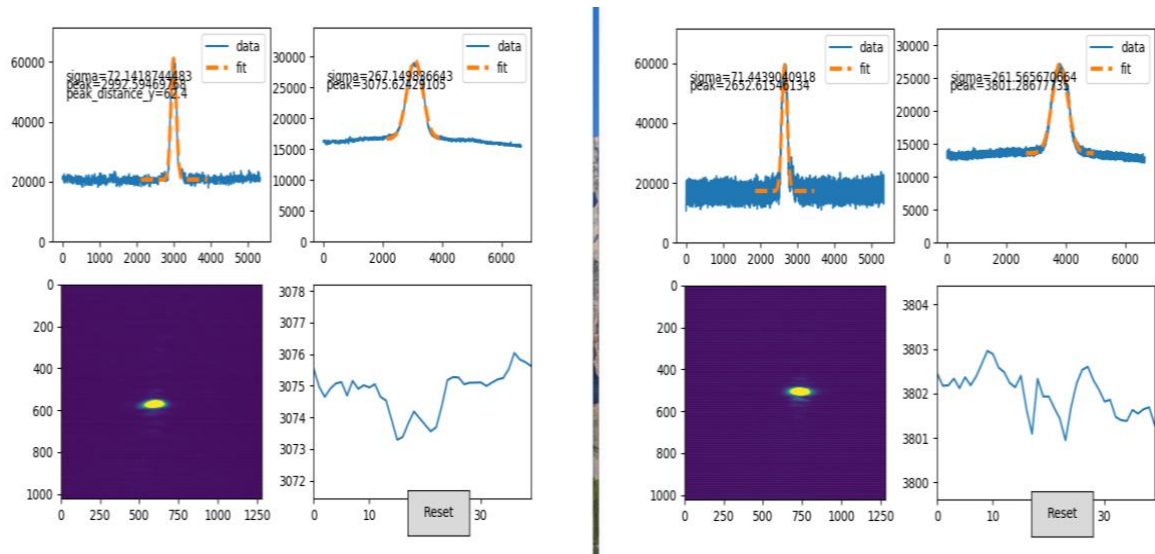 60000
40000
20000
0
data
fit
sigma=72.1418744483
peak_distance_y=62.4
0 1000 2000 3000 4000 5000
30000
25000
20000
15000
10000
5000
0
data
fit
sigma=267.149836643
peak=3075.62429105
0 2000 4000 6000
0
200
400
600
800
1000
0 250 500 750 1000 1250
3078
3077
3076
3075
3074
3073
3072
0 10 30
Reset
60000
40000
20000
0
data
fit
sigma=71.4439040918
peak=2652.61546134
0 1000 2000 3000 4000 5000
30000
25000
20000
15000
10000
5000
0
data
fit
sigma=261.565670664
peak=3801.28677735
0 2000 4000 6000
0
200
400
600
800
1000
0 250 500 750 1000 1250
3804
3803
3802
3801
3800
0 10 30
Reset